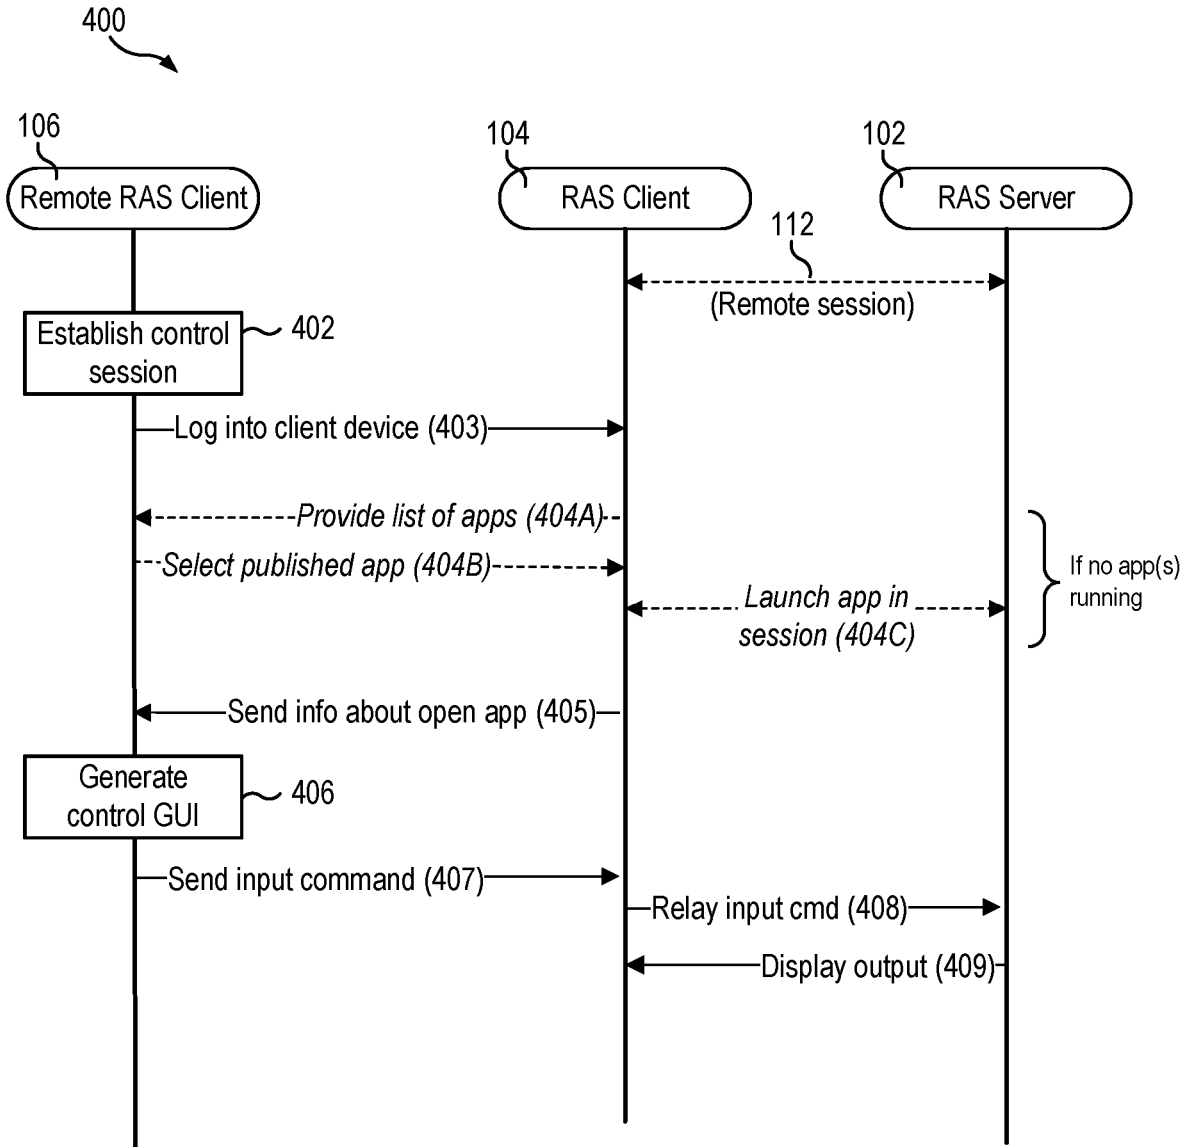 400
106
104
102
Remote RAS Client
RAS Client
RAS Server
112
(Remote session)
Establish control
session
402
Log into client device (403)
Provide list of apps (404A)
Select published app (404B)
Launch app in
session (404C)
If no app(s)
running
Send info about open app (405)
Generate
control GUI
406
Send input command (407)
Relay input cmd (408)
Display output (409)